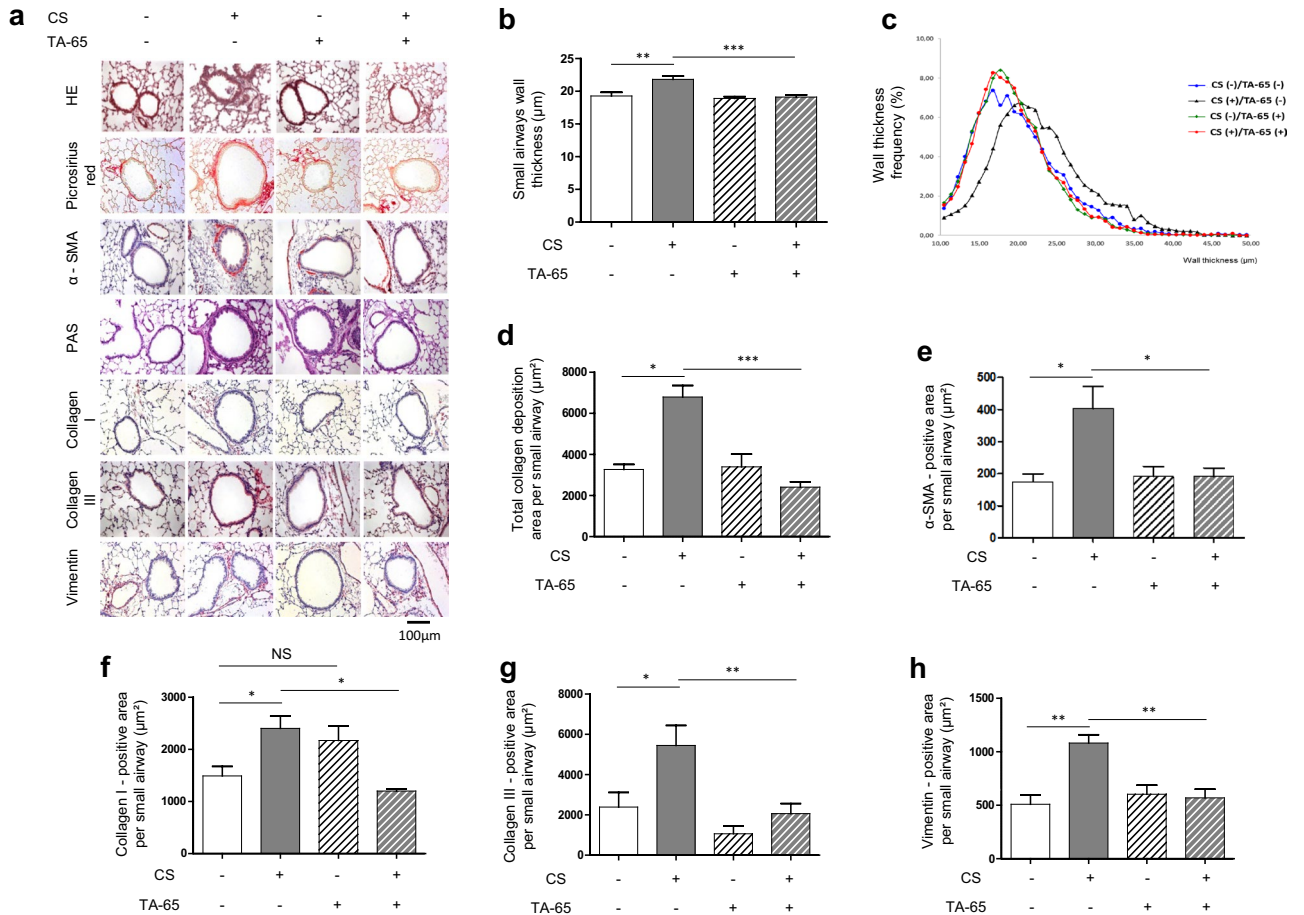 a
CS - + - +
TA-65 - - + +
HE
Picrosirius
red
α - SMA
PAS
Collagen
I
Collagen
III
Vimentin
100µm
b
Small airways wall
thickness (µm)
25
20
15
10
5
0
** ***
CS - + - +
TA-65 - - + +
c
Wall thickness
frequency (%)
10,00
8,00
6,00
4,00
2,00
0,00
10,00 15,00 20,00 25,00 30,00 35,00 40,00 45,00 50,00
Wall thickness (µm)
CS (-)/TA-65 (-)
CS (+)/TA-65 (-)
CS (-)/TA-65 (+)
CS (+)/TA-65 (+)
d
Total collagen deposition
area per small airway (µm²)
8000
6000
4000
2000
0
* ***
CS - + - +
TA-65 - - + +
e
α-SMA - positive area
per small airway (µm²)
500
400
300
200
100
0
* *
CS - + - +
TA-65 - - + +
f
Collagen I - positive area
per small airway (µm²)
3000
2000
1000
0
NS
* *
CS - + - +
TA-65 - - + +
g
Collagen III - positive area
per small airway (µm²)
8000
6000
4000
2000
0
* **
CS - + - +
TA-65 - - + +
h
Vimentin - positive area
per small airway (µm²)
1500
1000
500
0
** **
CS - + - +
TA-65 - - + +